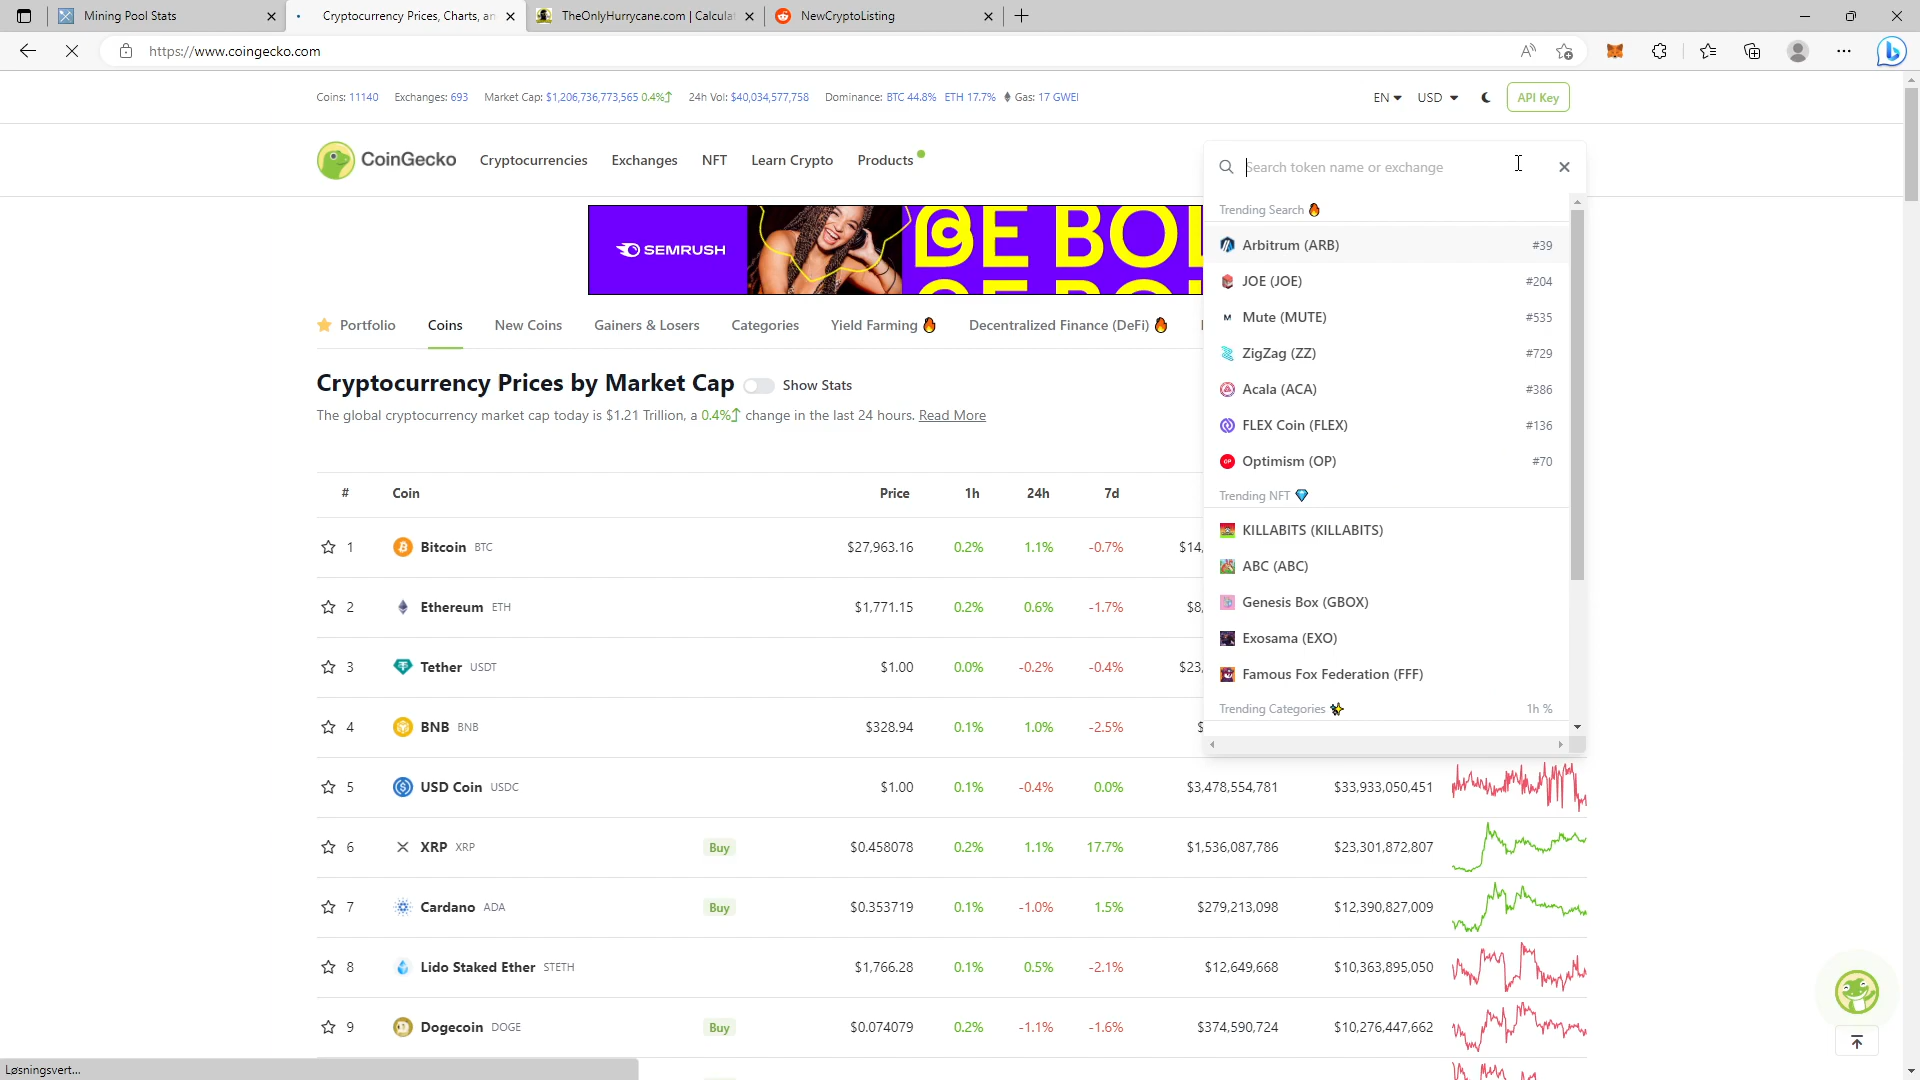 Mining Pool Stats
Cryptocurrency Prices, Charts, an
TheOnlyHurrycane.com | Calculat
NewCryptoListing
https://www.coingecko.com
Coins: 11140 Exchanges: 693 Market Cap: $1,206,736,773,565 0.4% 24h Vol: $40,034,577,758 Dominance: BTC 44.8% ETH 17.7% Gas: 17 GWEI
EN USD API Key
CoinGecko Cryptocurrencies Exchanges NFT Learn Crypto Products
Search token name or exchange
Trending Search
Arbitrum (ARB) #39
JOE (JOE) #204
Mute (MUTE) #535
ZigZag (ZZ) #729
Acala (ACA) #386
FLEX Coin (FLEX) #136
Optimism (OP) #70
Trending NFT
KILLABITS (KILLABITS)
ABC (ABC)
Genesis Box (GBOX)
Exosama (EXO)
Famous Fox Federation (FFF)
Trending Categories 1h %
SEMRUSH
Portfolio Coins New Coins Gainers & Losers Categories Yield Farming Decentralized Finance (DeFi)
Cryptocurrency Prices by Market Cap Show Stats
The global cryptocurrency market cap today is $1.21 Trillion, a 0.4% change in the last 24 hours. Read More
# Coin Price 1h 24h 7d
1 Bitcoin BTC $27,963.16 0.2% 1.1% -0.7% $14,
2 Ethereum ETH $1,771.15 0.2% 0.6% -1.7% $8,
3 Tether USDT $1.00 0.0% -0.2% -0.4% $23,
4 BNB BNB $328.94 0.1% 1.0% -2.5% $
5 USD Coin USDC $1.00 0.1% -0.4% 0.0% $3,478,554,781 $33,933,050,451
6 XRP XRP Buy $0.458078 0.2% 1.1% 17.7% $1,536,087,786 $23,301,872,807
7 Cardano ADA Buy $0.353719 0.1% -1.0% 1.5% $279,213,098 $12,390,827,009
8 Lido Staked Ether STETH $1,766.28 0.1% 0.5% -2.1% $12,649,668 $10,363,895,050
9 Dogecoin DOGE Buy $0.074079 0.2% -1.1% -1.6% $374,590,724 $10,276,447,662
Løsningsvert...